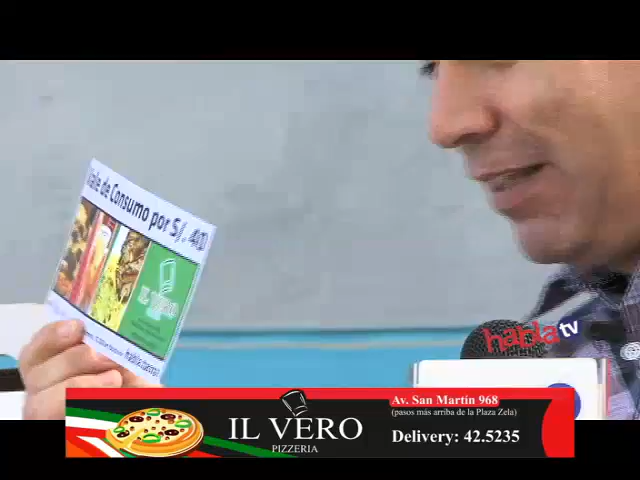 Vale de Consumo por S/. 40
IL VERO
habla tv
IL VERO
PIZZERIA
Av. San Martín 968
(pasos más arriba de la Plaza Zela)
Delivery: 42.5235